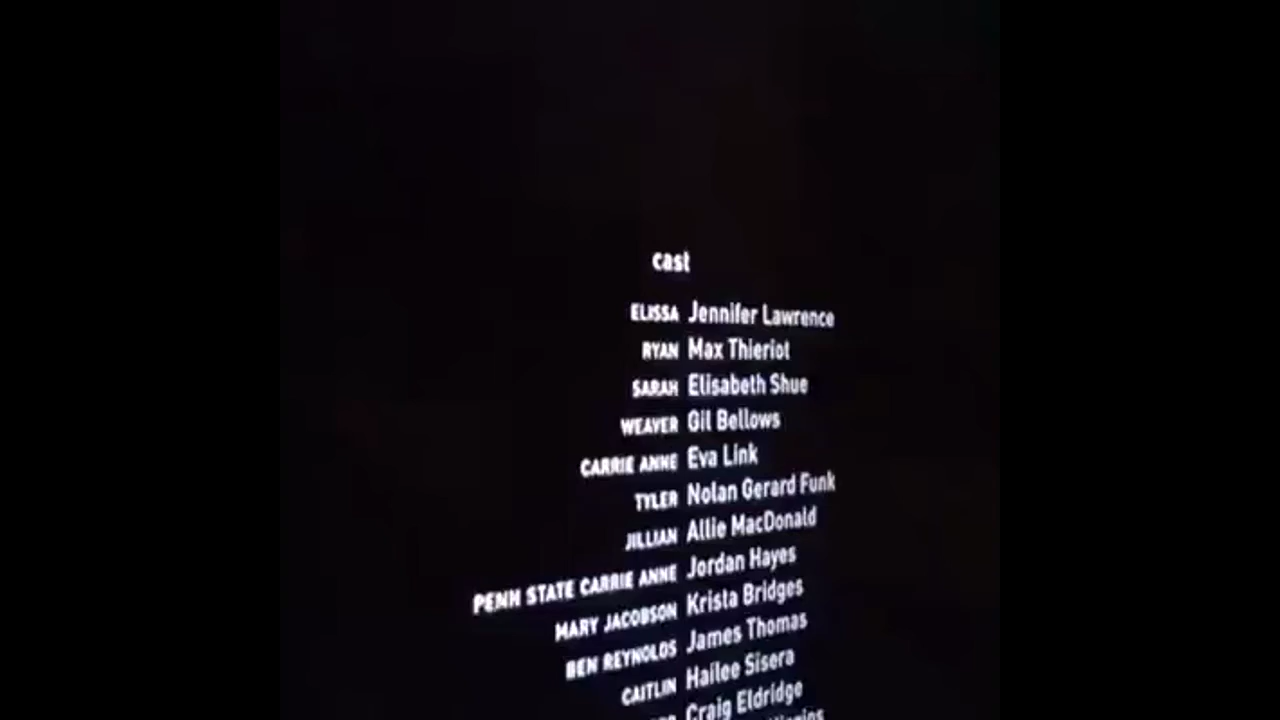 cast
ELISSA Jennifer Lawrence
RYAN Max Thieriot
SARAH Elisabeth Shue
WEAVER Gil Bellows
CARRIE ANNE Eva Link
TYLER Nolan Gerard Funk
JILLIAN Allie MacDonald
PENN STATE CARRIE ANNE Jordan Hayes
MARY JACOBSON Krista Bridges
BEN REYNOLDS James Thomas
CAITLIN Hailee Sisera
Craig Eldridge